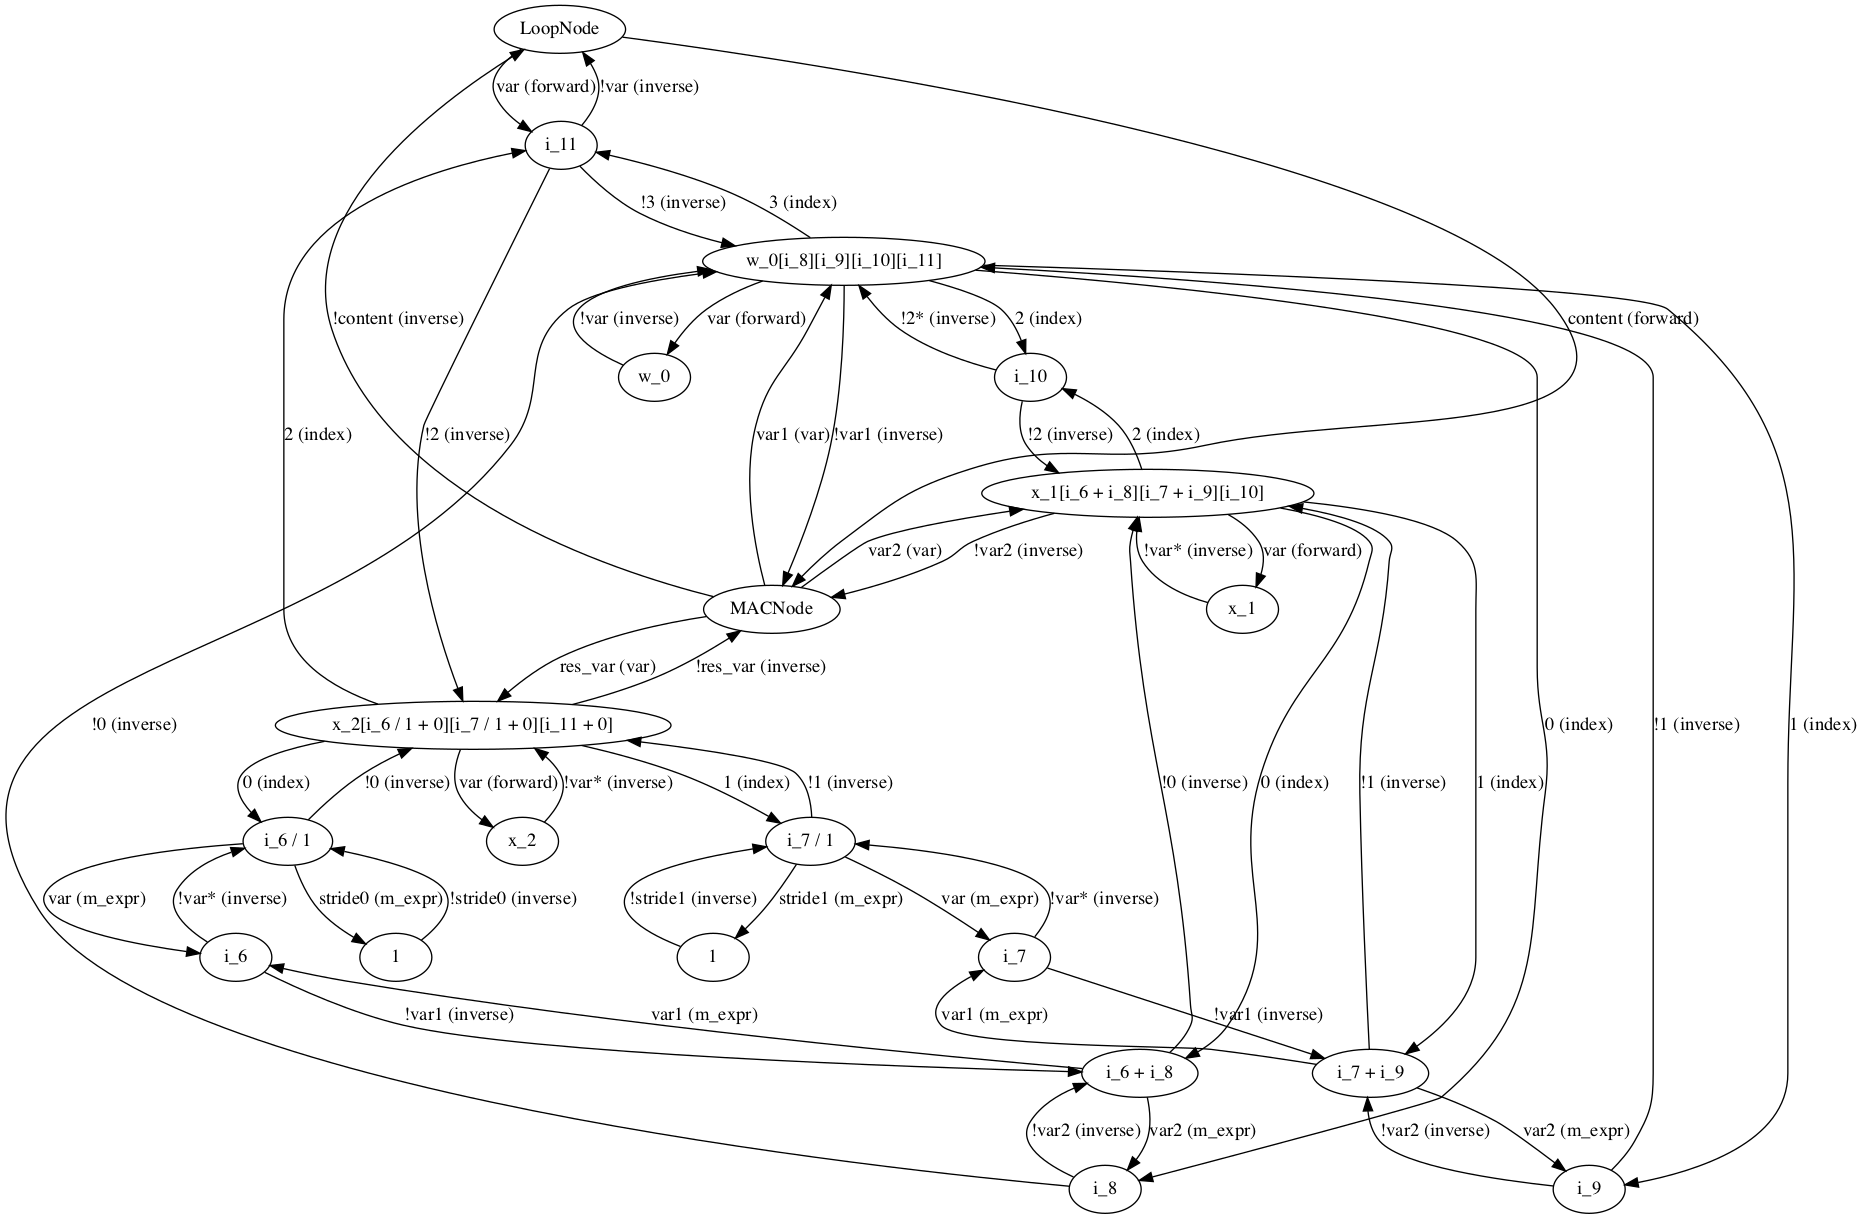 LoopNode
var (forward)
!var (inverse)
i_11
!3 (inverse)
3 (index)
w_0[i_8][i_9][i_10][i_11]
!content (inverse)
!var (inverse)
var (forward)
!2* (inverse)
2 (index)
content (forward)
w_0
i_10
2 (index)
!2 (inverse)
var1 (var)
!var1 (inverse)
!2 (inverse)
2 (index)
x_1[i_6 + i_8][i_7 + i_9][i_10]
var2 (var)
!var2 (inverse)
!var* (inverse)
var (forward)
MACNode
x_1
res_var (var)
!res_var (inverse)
!0 (inverse)
x_2[i_6 / 1 + 0][i_7 / 1 + 0][i_11 + 0]
0 (index)
!1 (inverse)
1 (index)
0 (index)
!0 (inverse)
var (forward)
!var* (inverse)
1 (index)
!1 (inverse)
!0 (inverse)
0 (index)
!1 (inverse)
1 (index)
i_6 / 1
x_2
i_7 / 1
var (m_expr)
!var* (inverse)
stride0 (m_expr)
!stride0 (inverse)
!stride1 (inverse)
stride1 (m_expr)
var (m_expr)
!var* (inverse)
i_6
1
1
i_7
!var1 (inverse)
var1 (m_expr)
var1 (m_expr)
!var1 (inverse)
i_6 + i_8
i_7 + i_9
!var2 (inverse)
var2 (m_expr)
!var2 (inverse)
var2 (m_expr)
i_8
i_9